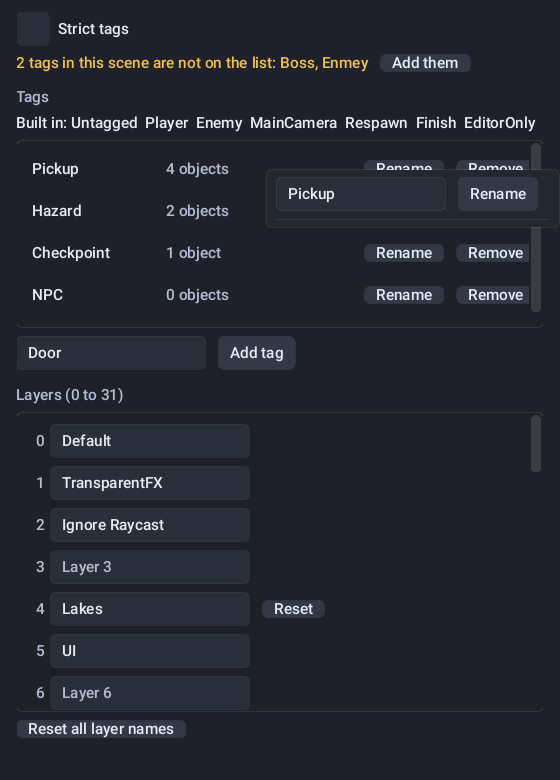 Strict tags
2 tags in this scene are not on the list: Boss, Enmey Add them
Tags
Built in: Untagged Player Enemy MainCamera Respawn Finish EditorOnly
Pickup 4 objects Rename Remove
Pickup Rename
Hazard 2 objects
Checkpoint 1 object Rename Remove
NPC 0 objects Rename Remove
Door Add tag
Layers (0 to 31)
0 Default
1 TransparentFX
2 Ignore Raycast
3 Layer 3
4 Lakes Reset
5 UI
6 Layer 6
Reset all layer names